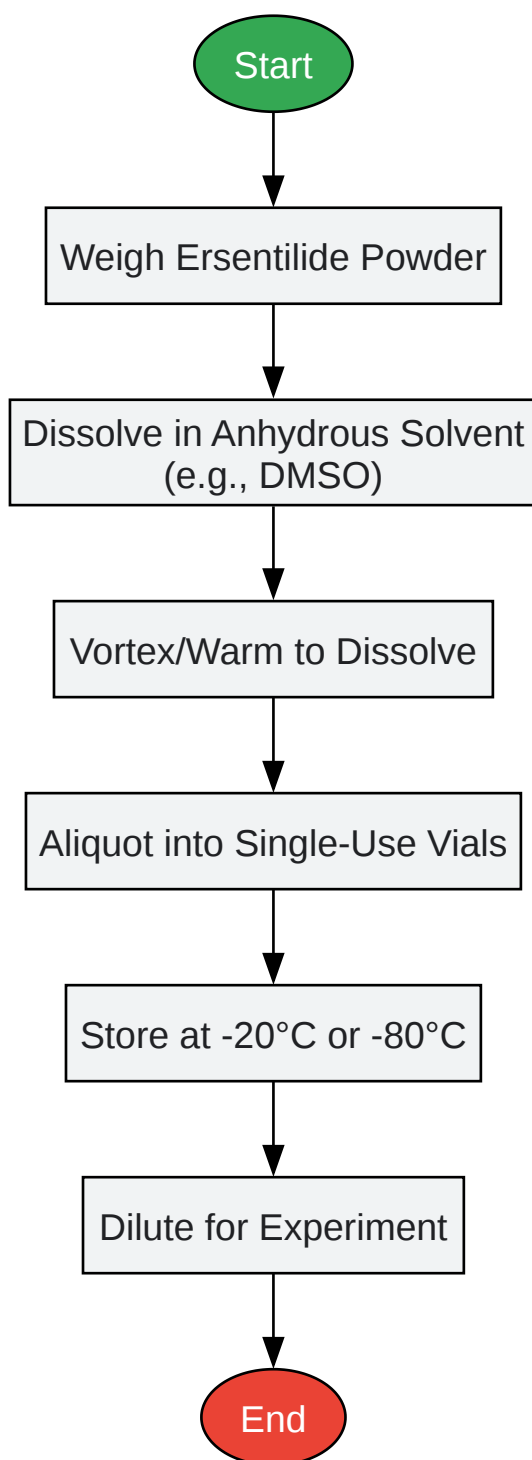 Start
Weigh Ersentilide Powder
Dissolve in Anhydrous Solvent
(e.g., DMSO)
Vortex/Warm to Dissolve
Aliquot into Single-Use Vials
Store at -20°C or -80°C
Dilute for Experiment
End